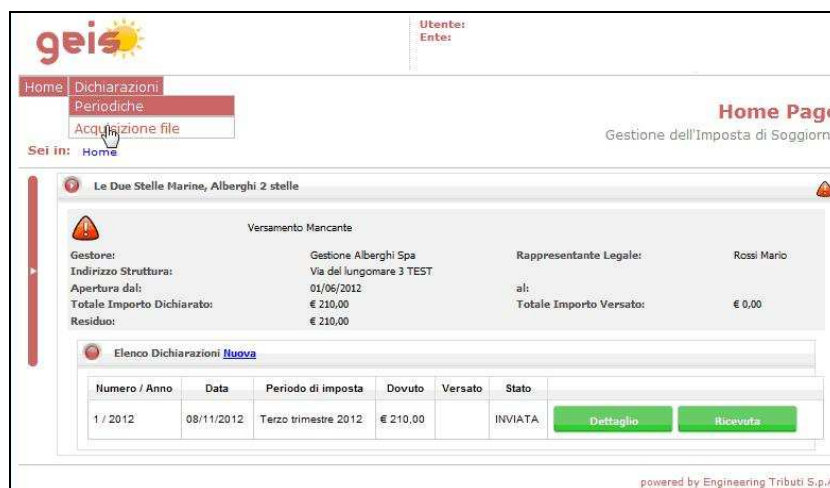 geis
Utente:
Ente:
Home Dichiarazioni
Periodiche
Acquisizione file
Home Page
Gestione dell'Imposta di Soggiorn
Sei in: Home
Le Due Stelle Marine, Alberghi 2 stelle
Versamento Mancante
Gestore: Gestione Alberghi Spa Rappresentante Legale: Rossi Mario
Indirizzo Struttura: Via del lungomare 3 TEST
Apertura dal: 01/06/2012 al:
Totale Importo Dichiarato: € 210,00 Totale Importo Versato: € 0,00
Residuo: € 210,00
Elenco Dichiarazioni Nuova
Numero / Anno Data Periodo di imposta Dovuto Versato Stato
1 / 2012 08/11/2012 Terzo trimestre 2012 € 210,00 INVIATA Dettaglio Ricevuta
powered by Engineering Tributi S.p.A